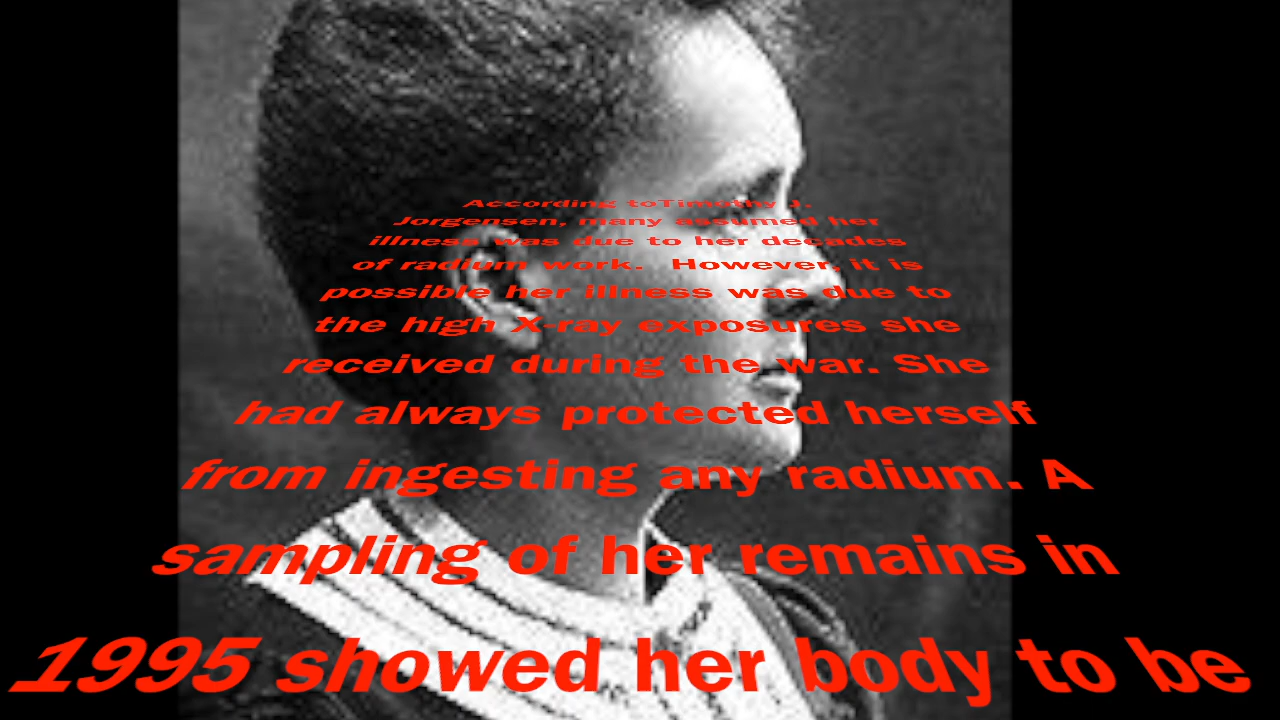 According toTimothy J.
Jorgensen, many assumed her
illness was due to her decades
of radium work.  However, it is
possible her illness was due to
the high X-ray exposures she
received during the war. She
had always protected herself
from ingesting any radium. A
sampling of her remains in
1995 showed her body to be